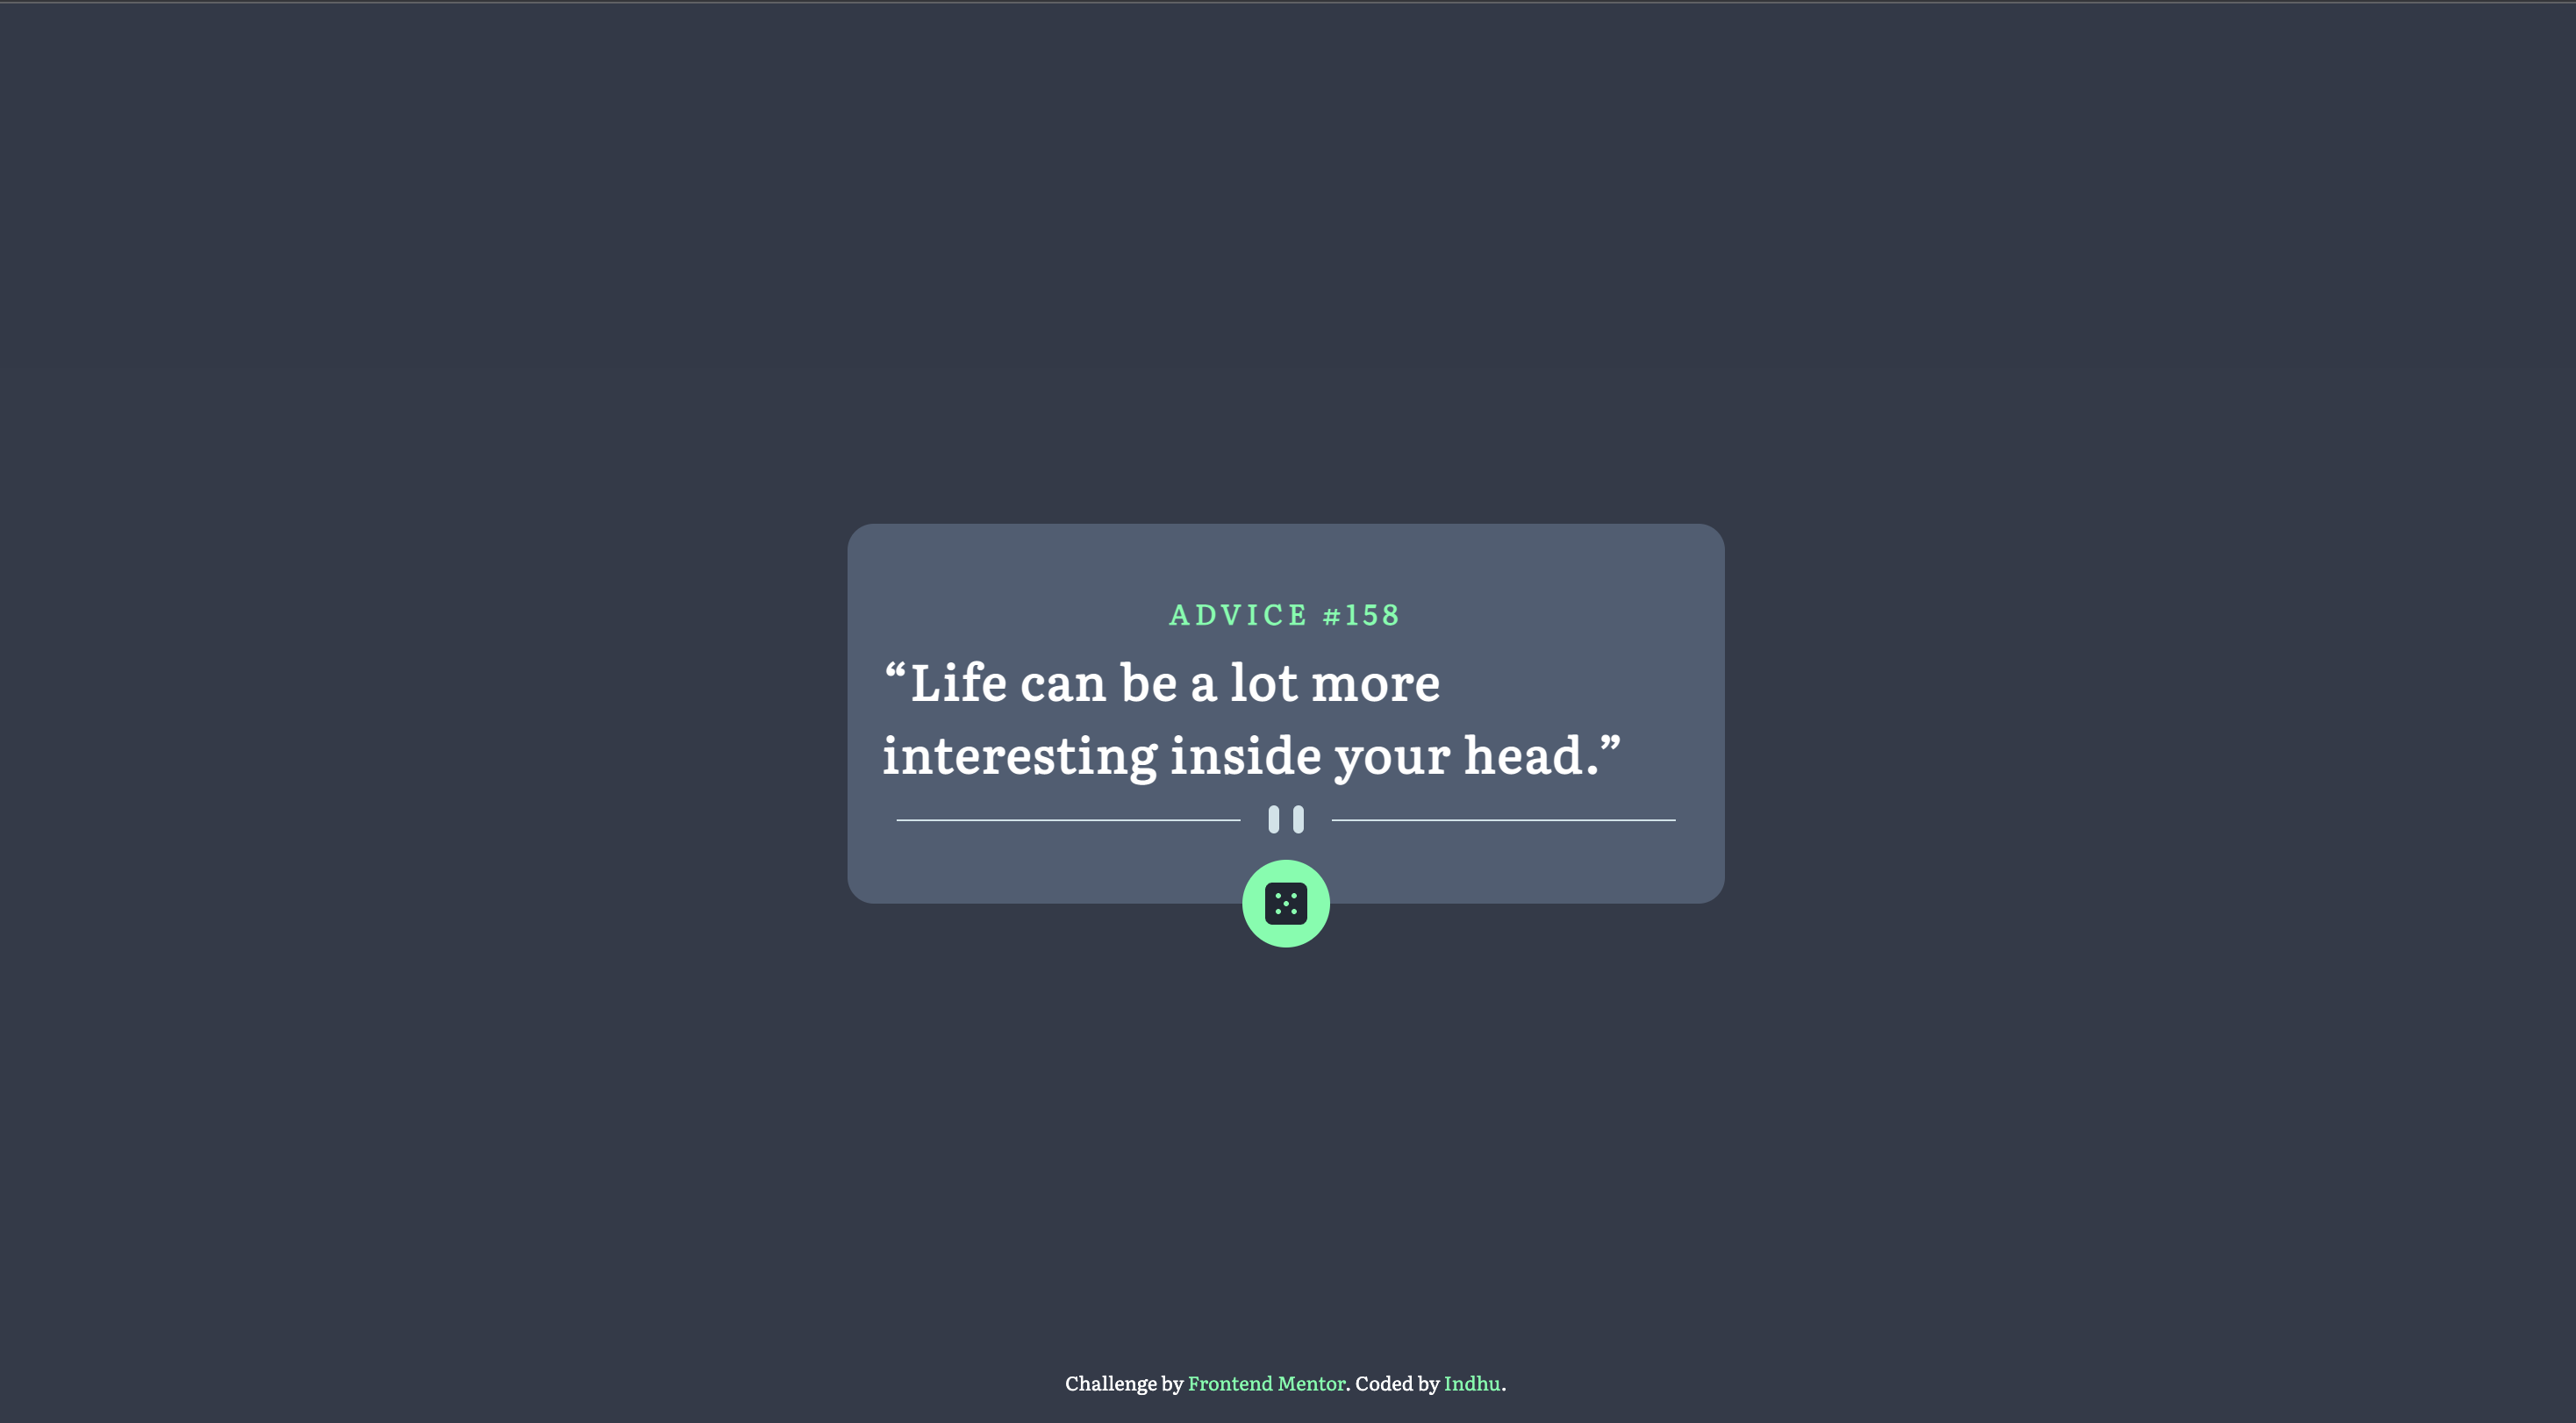 ADVICE #158
“Life can be a lot more
interesting inside your head.”
Challenge by Frontend Mentor. Coded by Indhu.